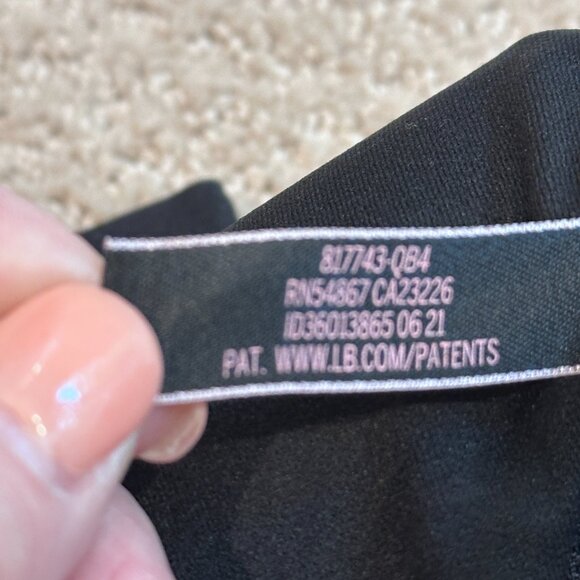 817743-QB4
RN54867 CA23226
ID36013865 06 21
PAT. WWW.LB.COM/PATENTS